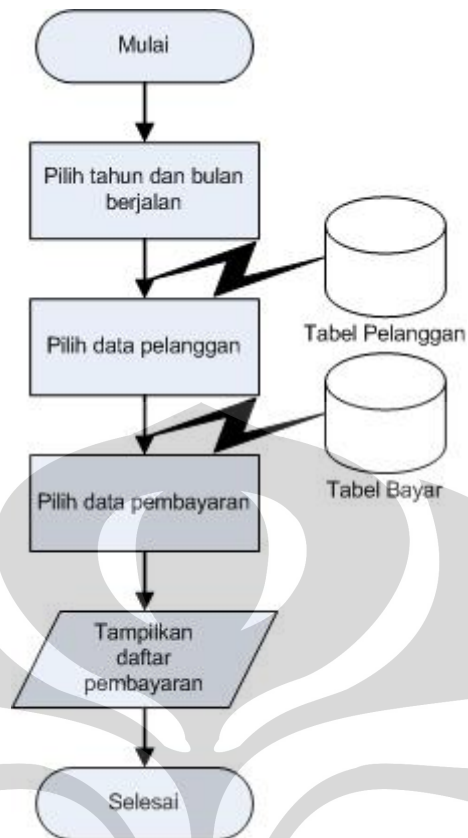 Mulai
Pilih tahun dan bulan
berjalan
Tabel Pelanggan
Pilih data pelanggan
Tabel Bayar
Pilih data pembayaran
Tampilkan
daftar
pembayaran
Selesai